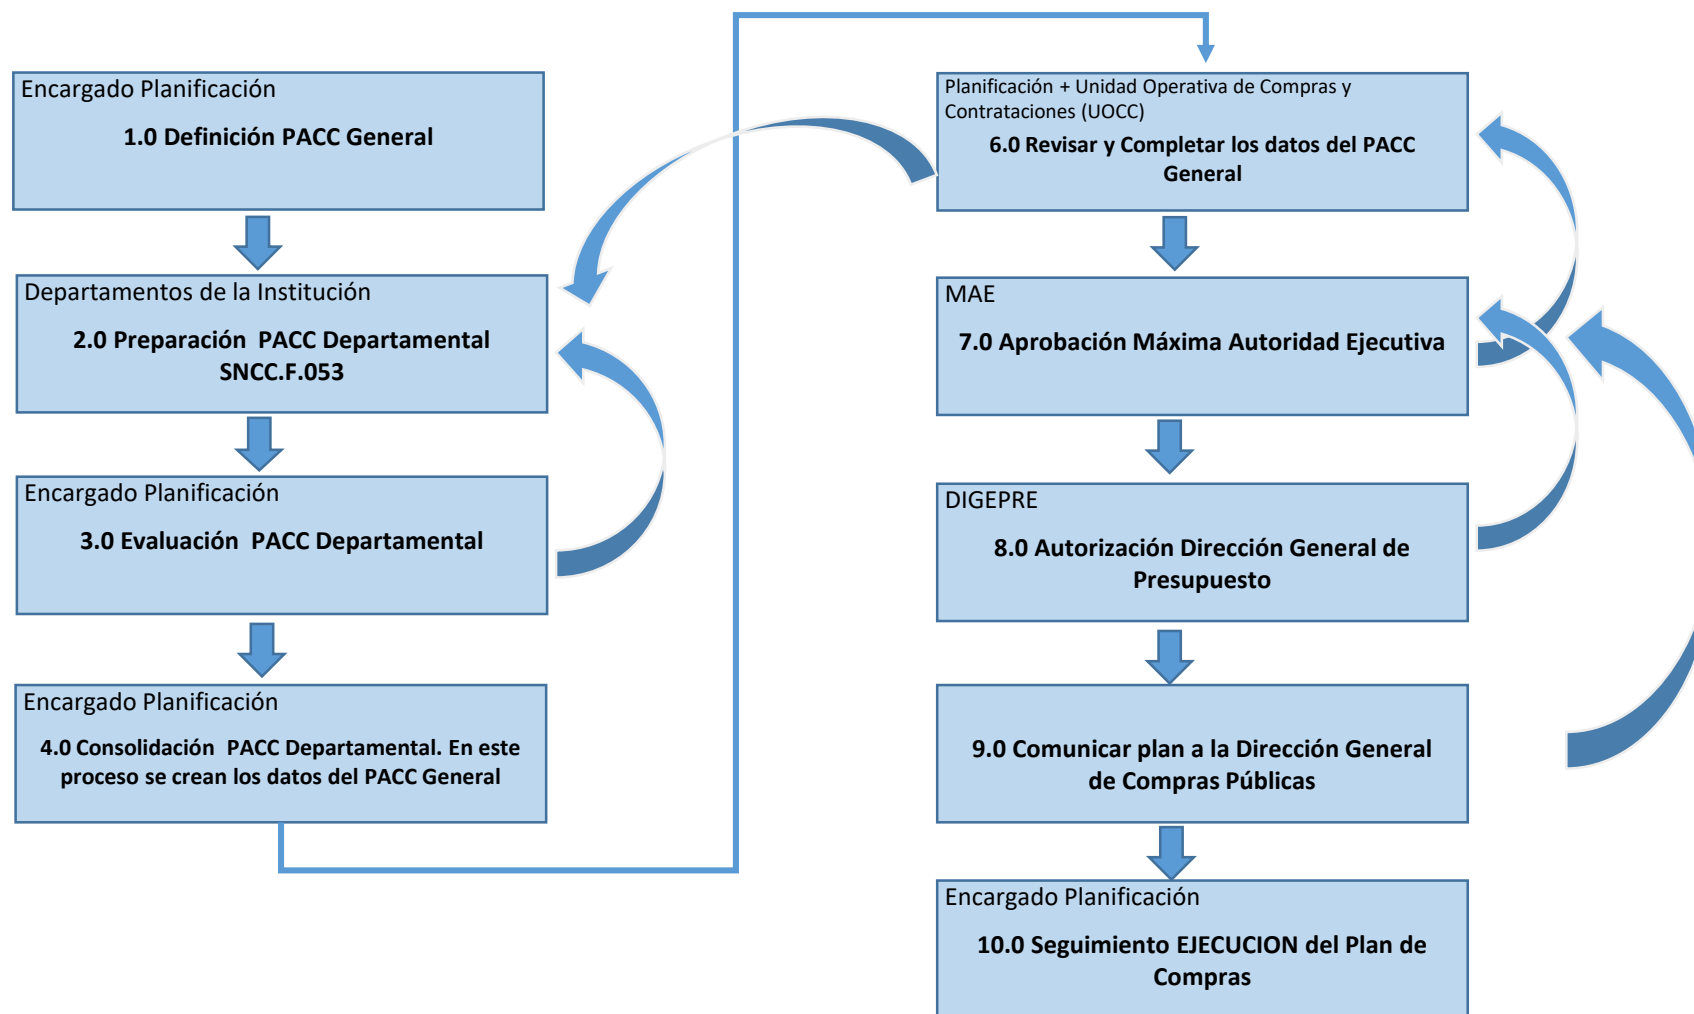 Encargado Planificación
1.0 Definición PACC General
Departamentos de la Institución
2.0 Preparación  PACC Departamental
SNCC.F.053
Encargado Planificación
3.0 Evaluación  PACC Departamental
Encargado Planificación
4.0 Consolidación  PACC Departamental. En este
proceso se crean los datos del PACC General
Planificación + Unidad Operativa de Compras y
Contrataciones (UOCC)
6.0 Revisar y Completar los datos del PACC
General
MAE
7.0 Aprobación Máxima Autoridad Ejecutiva
DIGEPRE
8.0 Autorización Dirección General de
Presupuesto
9.0 Comunicar plan a la Dirección General
de Compras Públicas
Encargado Planificación
10.0 Seguimiento EJECUCION del Plan de
Compras